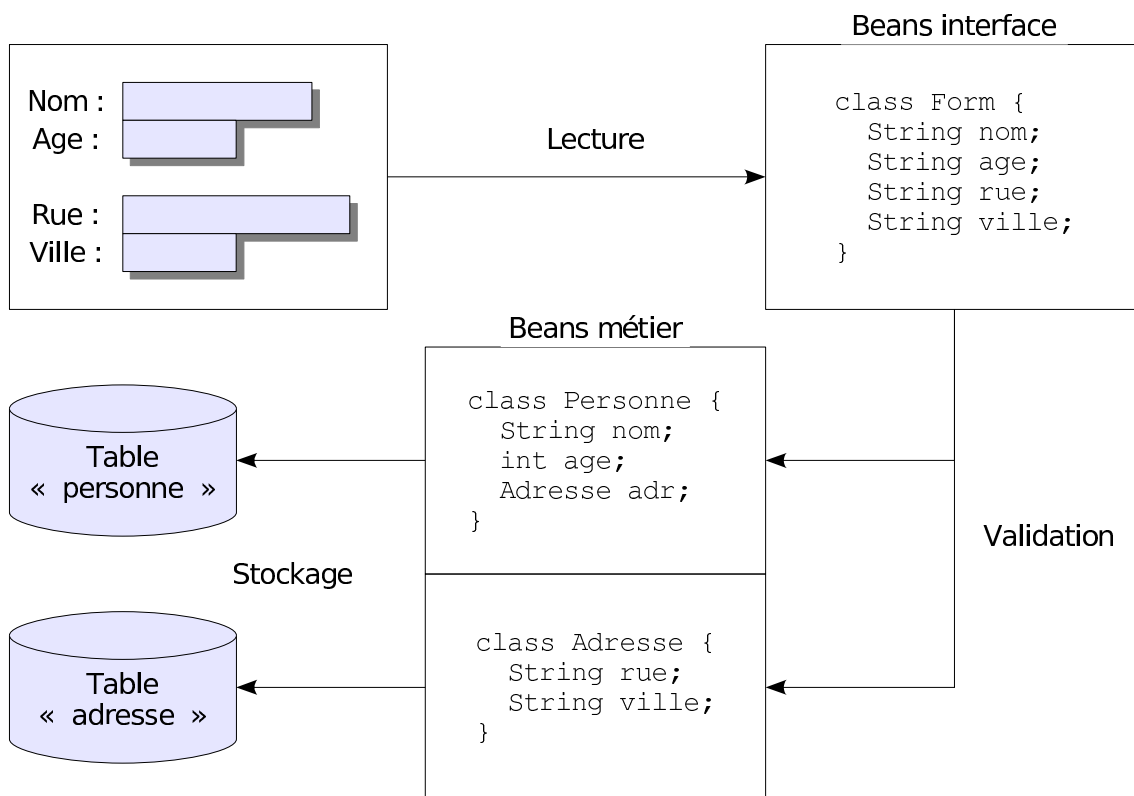 Beans interface
Nom :
Age :
Rue :
Ville :
Lecture
class Form {
String nom;
String age;
String rue;
String ville;
}
Beans métier
class Personne {
String nom;
int age;
Adresse adr;
}
Table
« personne »
Validation
Stockage
class Adresse {
String rue;
String ville;
}
Table
« adresse »